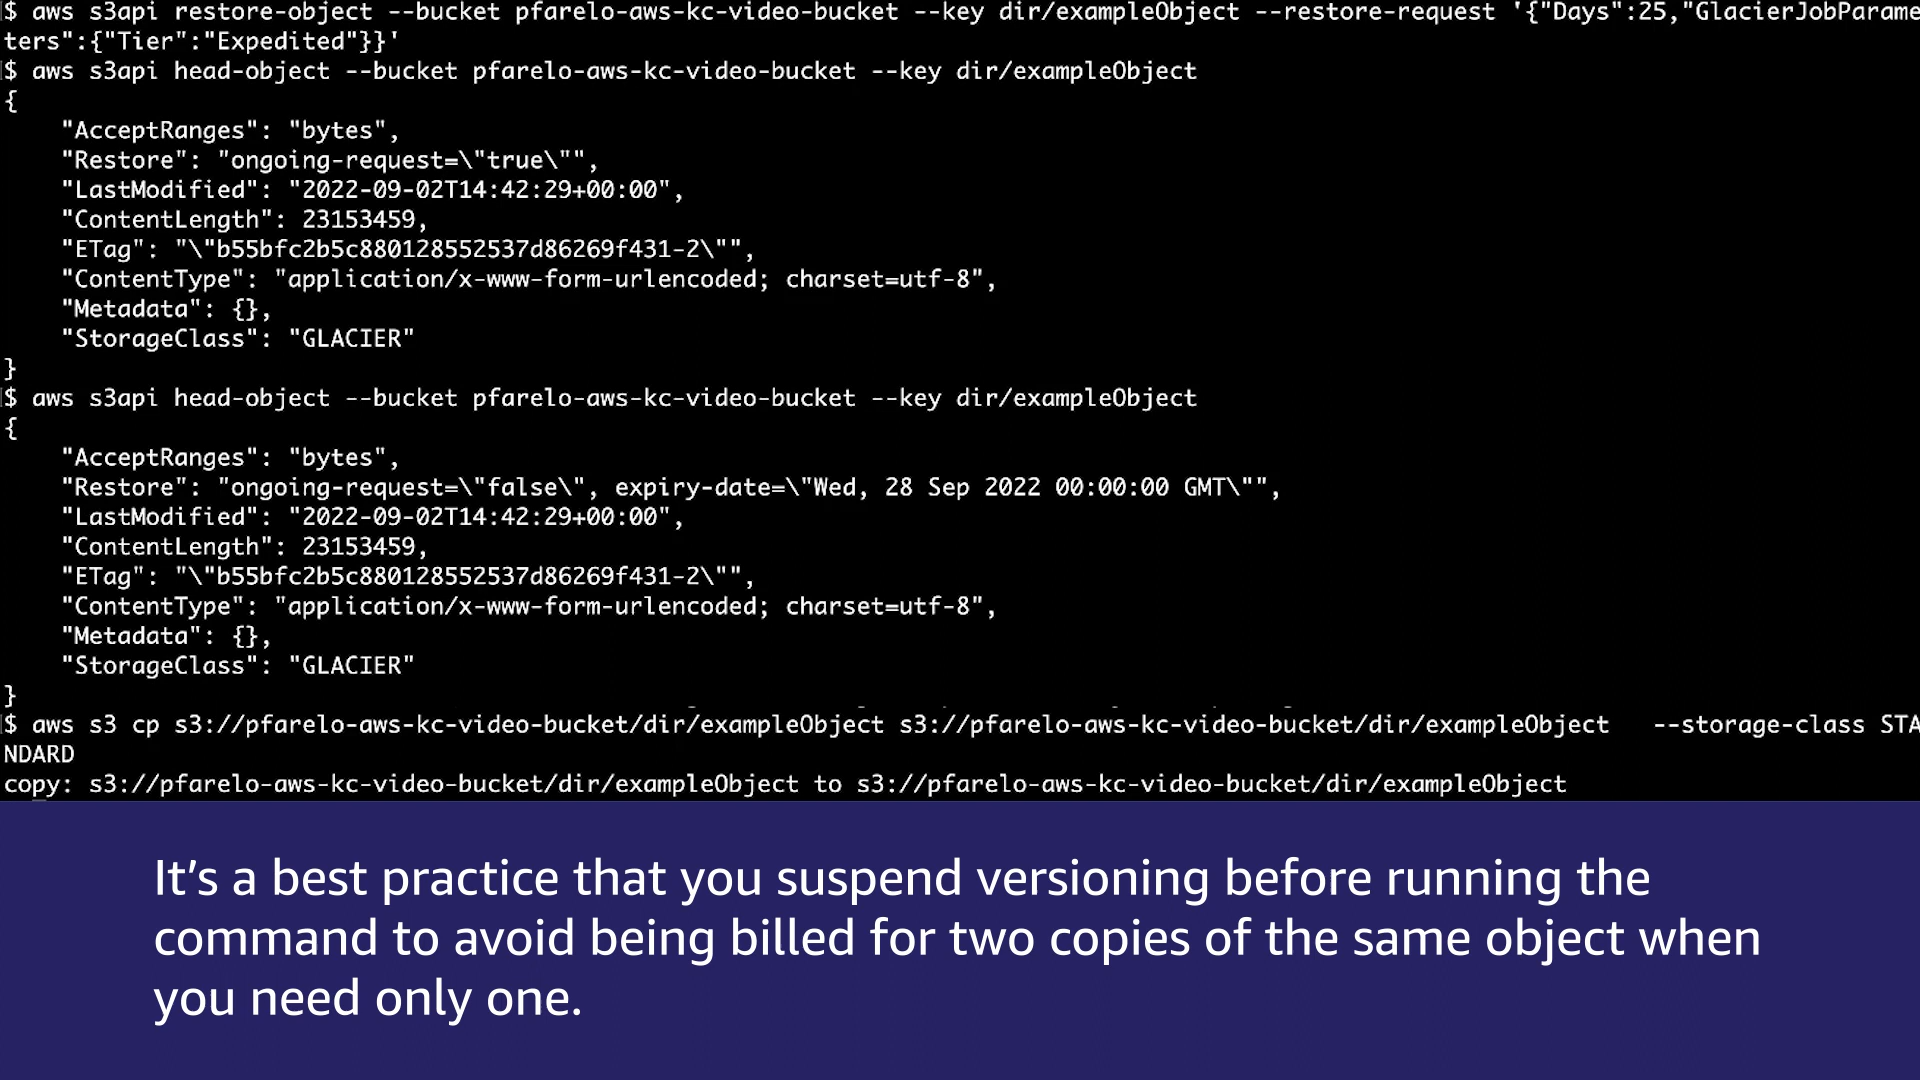 $ aws s3api restore-object --bucket pfarelo-aws-kc-video-bucket --key dir/exampleObject --restore-request '{"Days":25,"GlacierJobParame
ters":{"Tier":"Expedited"}}'
$ aws s3api head-object --bucket pfarelo-aws-kc-video-bucket --key dir/exampleObject
{
    "AcceptRanges": "bytes",
    "Restore": "ongoing-request=\"true\"",
    "LastModified": "2022-09-02T14:42:29+00:00",
    "ContentLength": 23153459,
    "ETag": "\"b55bfc2b5c880128552537d86269f431-2\"",
    "ContentType": "application/x-www-form-urlencoded; charset=utf-8",
    "Metadata": {},
    "StorageClass": "GLACIER"
}
$ aws s3api head-object --bucket pfarelo-aws-kc-video-bucket --key dir/exampleObject
{
    "AcceptRanges": "bytes",
    "Restore": "ongoing-request=\"false\", expiry-date=\"Wed, 28 Sep 2022 00:00:00 GMT\"",
    "LastModified": "2022-09-02T14:42:29+00:00",
    "ContentLength": 23153459,
    "ETag": "\"b55bfc2b5c880128552537d86269f431-2\"",
    "ContentType": "application/x-www-form-urlencoded; charset=utf-8",
    "Metadata": {},
    "StorageClass": "GLACIER"
}
$ aws s3 cp s3://pfarelo-aws-kc-video-bucket/dir/exampleObject s3://pfarelo-aws-kc-video-bucket/dir/exampleObject   --storage-class STA
NDARD
copy: s3://pfarelo-aws-kc-video-bucket/dir/exampleObject to s3://pfarelo-aws-kc-video-bucket/dir/exampleObject
It's a best practice that you suspend versioning before running the
command to avoid being billed for two copies of the same object when
you need only one.